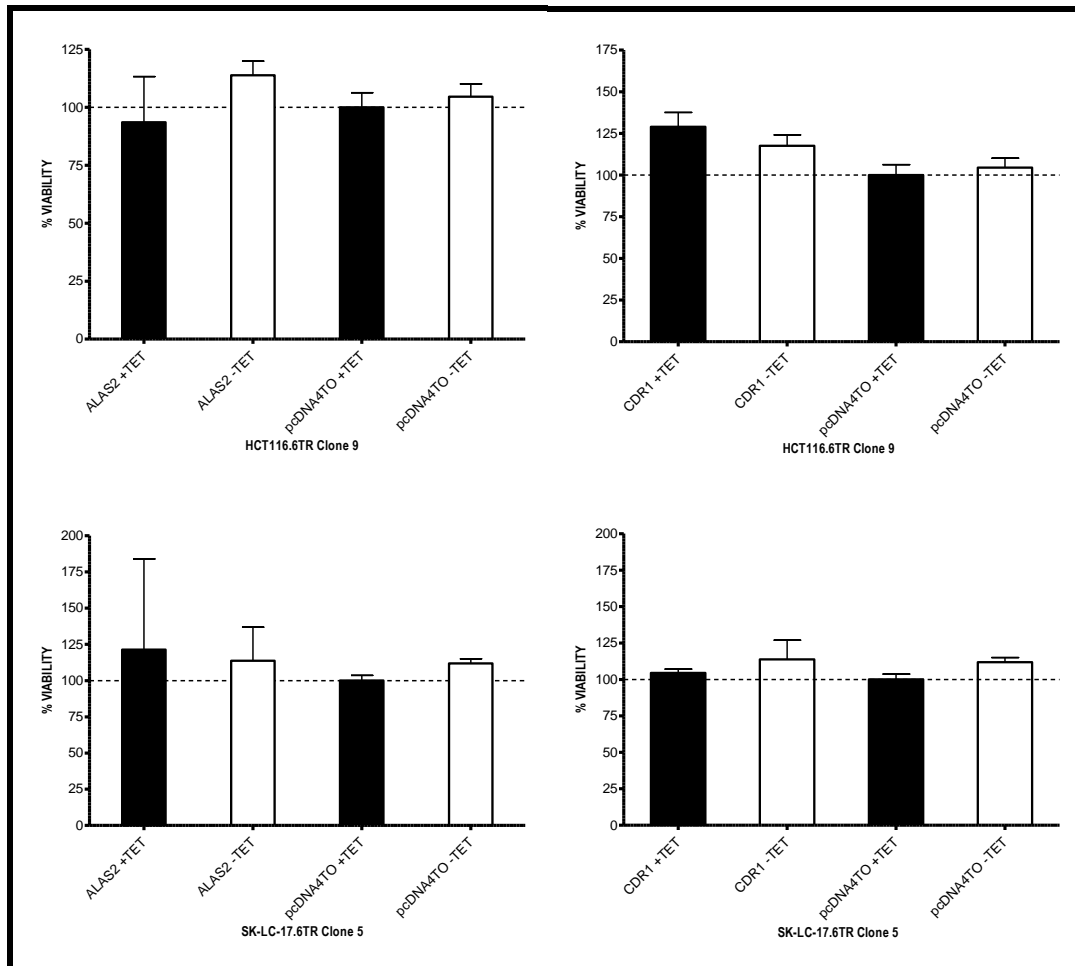 125
100
75
50
25
0
% VIABILITY
ALAS2 +TET
ALAS2 -TET
pcDNA4TO +TET
pcDNA4TO -TET
HCT116.6TR Clone 9
175
150
125
100
75
50
25
0
% VIABILITY
CDR1 +TET
CDR1 -TET
pcDNA4TO +TET
pcDNA4TO -TET
HCT116.6TR Clone 9
200
175
150
125
100
75
50
25
0
% VIABILITY
ALAS2 +TET
ALAS2 -TET
pcDNA4TO +TET
pcDNA4TO -TET
SK-LC-17.6TR Clone 5
200
175
150
125
100
75
50
25
0
% VIABILITY
CDR1 +TET
CDR1 -TET
pcDNA4TO +TET
pcDNA4TO -TET
SK-LC-17.6TR Clone 5